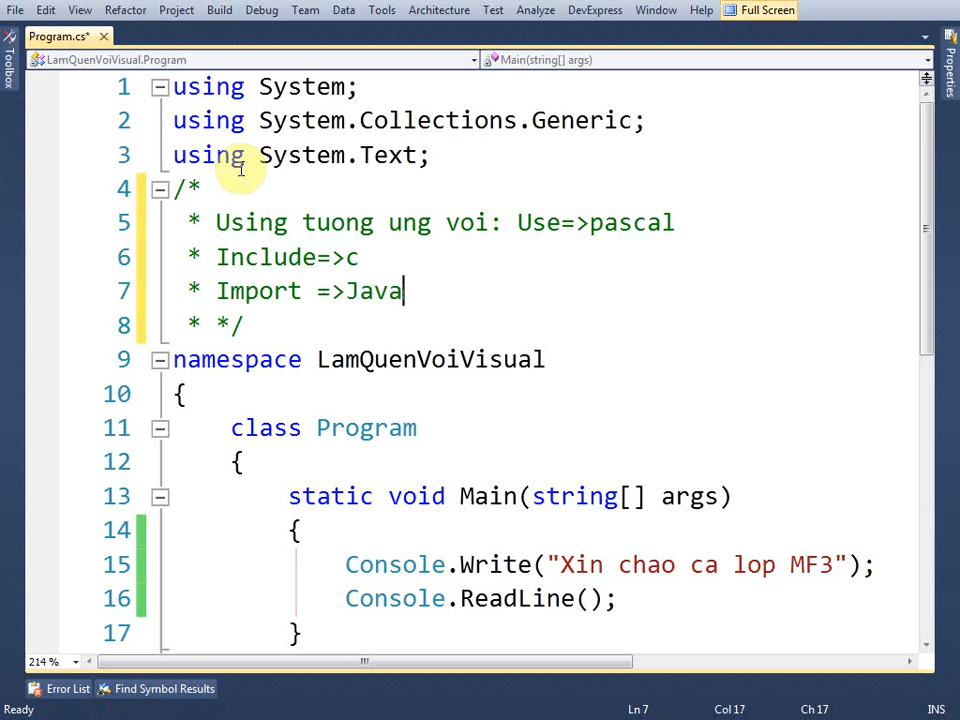 File Edit View Refactor Project Build Debug Team Data Tools Architecture Test Analyze DevExpress Window Help Full Screen
Program.cs*
LamQuenVoiVisual.Program Main(string[] args)
Toolbox
Properties
1 using System;
2 using System.Collections.Generic;
3 using System.Text;
4 /*
5 * Using tuong ung voi: Use=>pascal
6 * Include=>c
7 * Import =>Java
8 * */
9 namespace LamQuenVoiVisual
10 {
11 class Program
12 {
13 static void Main(string[] args)
14 {
15 Console.Write("Xin chao ca lop MF3");
16 Console.ReadLine();
17 }
214 %
Error List Find Symbol Results
Ready Ln 7 Col 17 Ch 17 INS